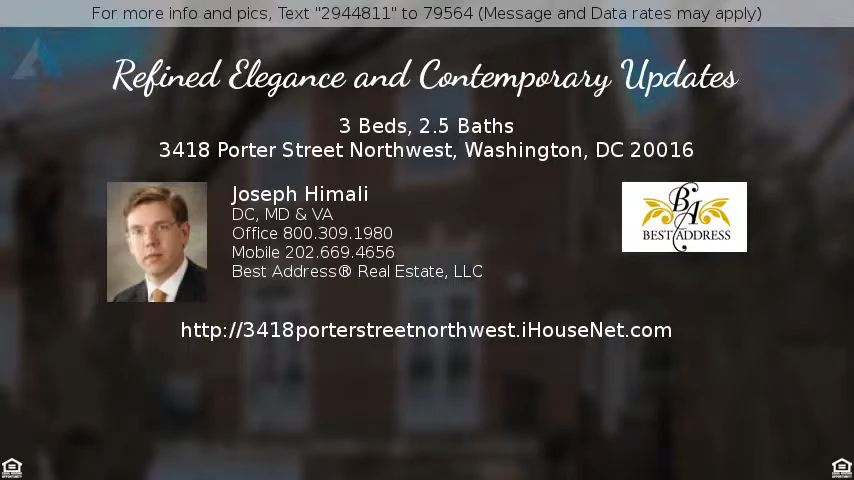 For more info and pics, Text "2944811" to 79564 (Message and Data rates may apply)
Refined Elegance and Contemporary Updates
3 Beds, 2.5 Baths
3418 Porter Street Northwest, Washington, DC 20016
Joseph Himali
DC, MD & VA
Office 800.309.1980
Mobile 202.669.4656
Best Address® Real Estate, LLC
BA
BEST ADDRESS
http://3418porterstreetnorthwest.iHouseNet.com